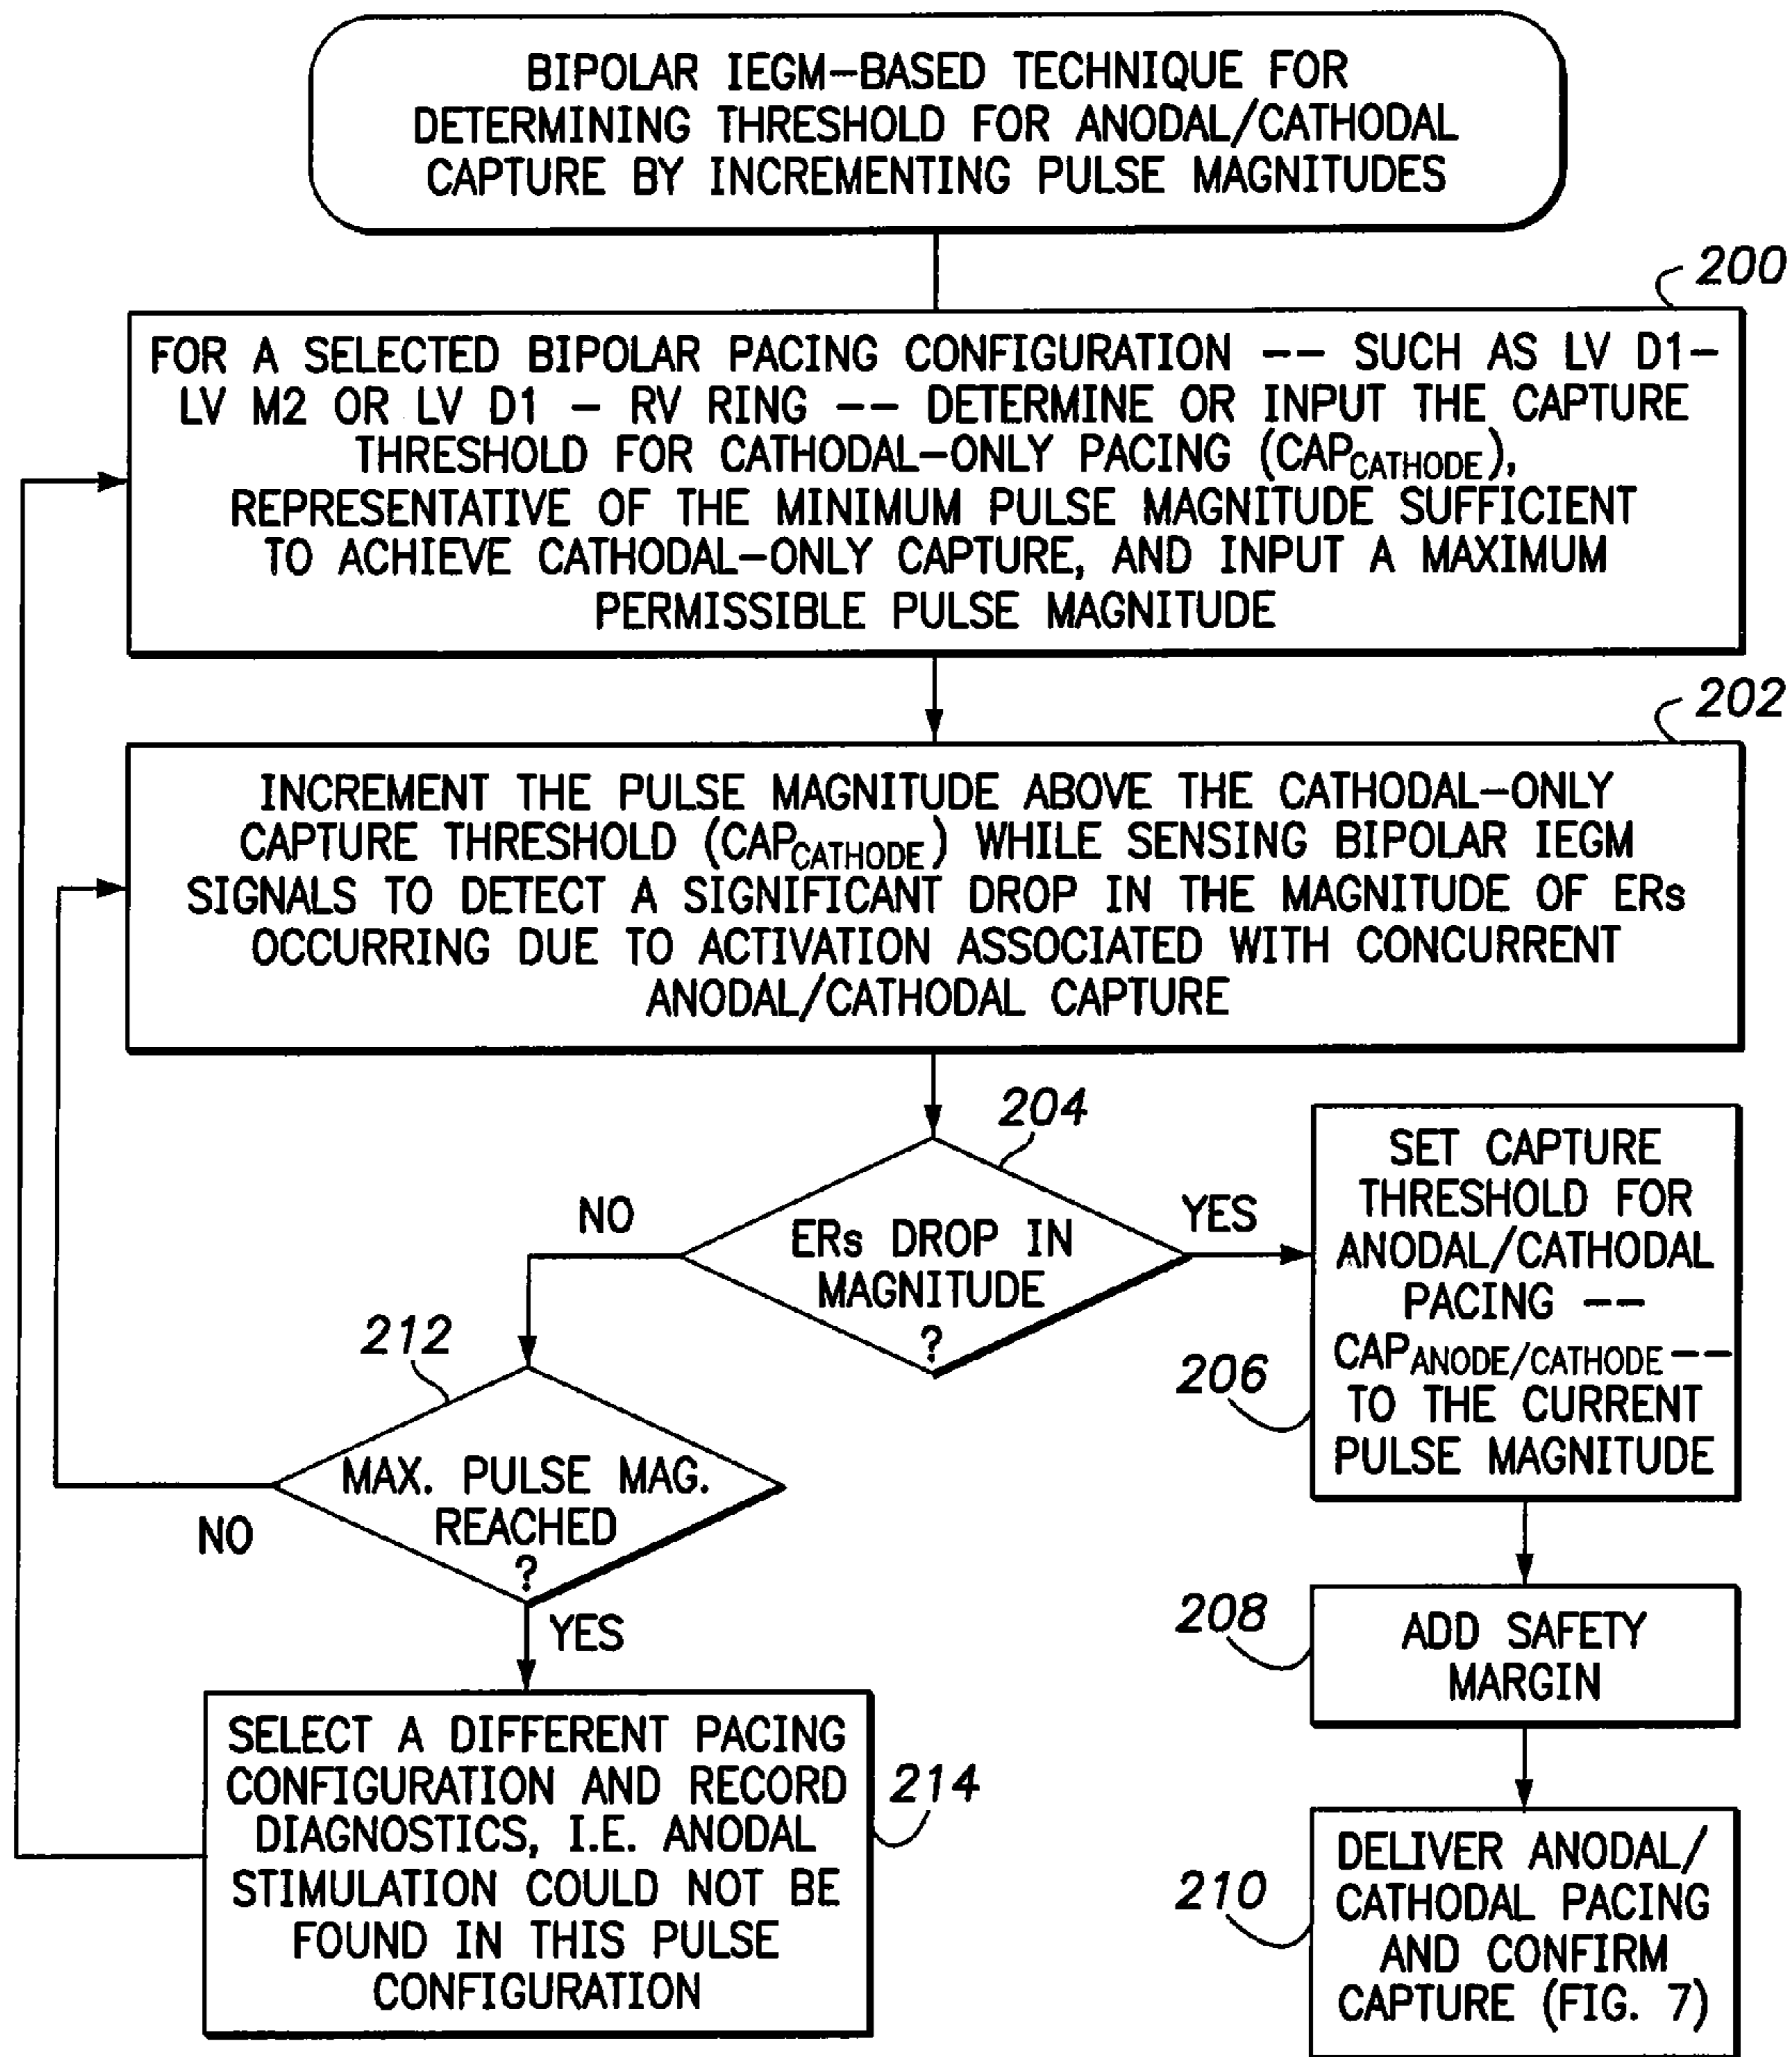 BIPOLAR IEGM-BASED TECHNIQUE FOR
DETERMINING THRESHOLD FOR ANODAL/CATHODAL
CAPTURE BY INCREMENTING PULSE MAGNITUDES
200
FOR A SELECTED BIPOLAR PACING CONFIGURATION -- SUCH AS LV D1-
LV M2 OR LV D1 - RV RING -- DETERMINE OR INPUT THE CAPTURE
THRESHOLD FOR CATHODAL-ONLY PACING (CAPCATHODE),
REPRESENTATIVE OF THE MINIMUM PULSE MAGNITUDE SUFFICIENT
TO ACHIEVE CATHODAL-ONLY CAPTURE, AND INPUT A MAXIMUM
PERMISSIBLE PULSE MAGNITUDE
202
INCREMENT THE PULSE MAGNITUDE ABOVE THE CATHODAL-ONLY
CAPTURE THRESHOLD (CAPCATHODE) WHILE SENSING BIPOLAR IEGM
SIGNALS TO DETECT A SIGNIFICANT DROP IN THE MAGNITUDE OF ERs
OCCURRING DUE TO ACTIVATION ASSOCIATED WITH CONCURRENT
ANODAL/CATHODAL CAPTURE
204
ERs DROP IN
MAGNITUDE
?
NO
YES
206
SET CAPTURE
THRESHOLD FOR
ANODAL/CATHODAL
PACING --
CAPANODE/CATHODE --
TO THE CURRENT
PULSE MAGNITUDE
212
MAX. PULSE MAG.
REACHED
?
NO
YES
208
ADD SAFETY
MARGIN
214
SELECT A DIFFERENT PACING
CONFIGURATION AND RECORD
DIAGNOSTICS, I.E. ANODAL
STIMULATION COULD NOT BE
FOUND IN THIS PULSE
CONFIGURATION
210
DELIVER ANODAL/
CATHODAL PACING
AND CONFIRM
CAPTURE (FIG. 7)